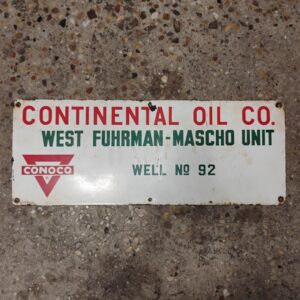 CONTINENTAL OIL CO.
WEST FUHRMAN-MASCHO UNIT
CONOCO
WELL NO 92